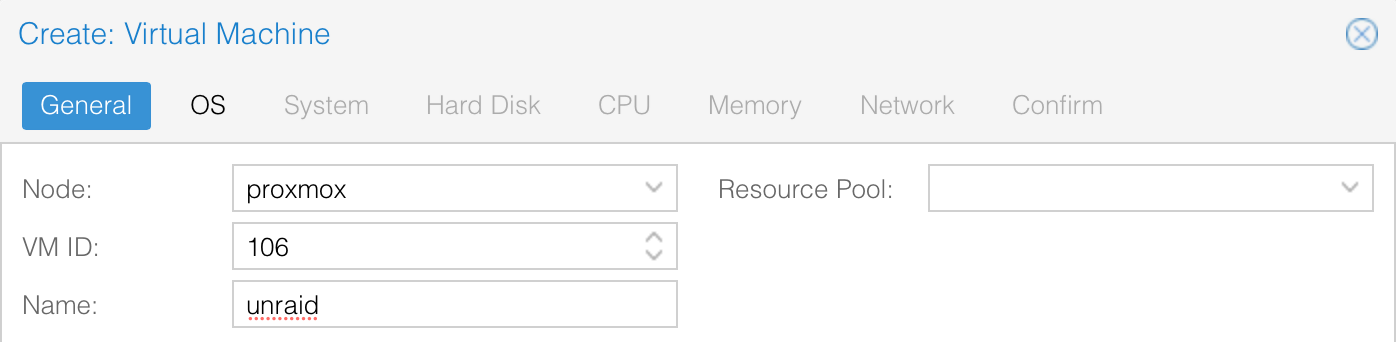 Create: Virtual Machine
General OS System Hard Disk CPU Memory Network Confirm
Node: proxmox Resource Pool:
VM ID: 106
Name: unraid